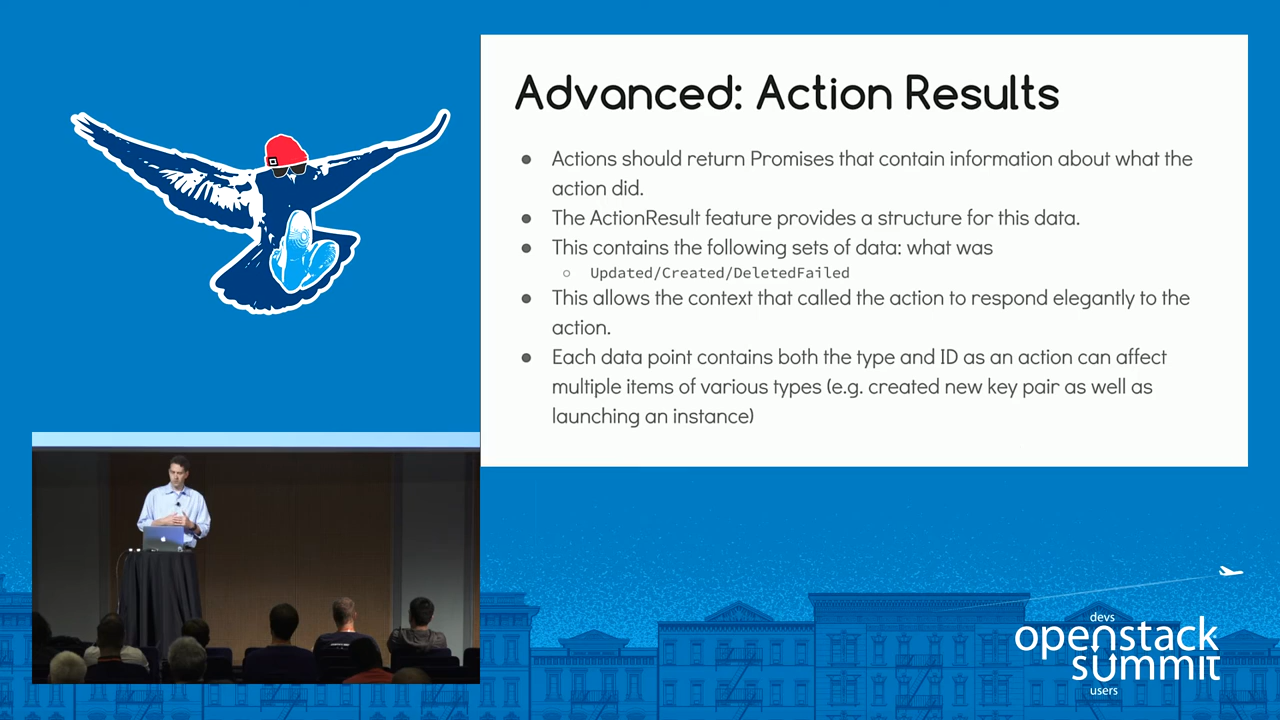 Advanced: Action Results
● Actions should return Promises that contain information about what the
action did.
● The ActionResult feature provides a structure for this data.
● This contains the following sets of data: what was
○ Updated/Created/DeletedFailed
● This allows the context that called the action to respond elegantly to the
action.
● Each data point contains both the type and ID as an action can affect
multiple items of various types (e.g. created new key pair as well as
launching an instance)
devs
openstack
summit
users